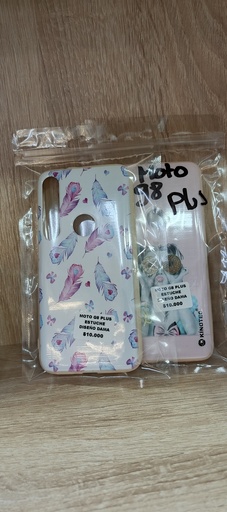 Moto
G8
Plus
MOTO G8 PLUS
ESTUCHE
DISEÑO DAMA
$10.000
MOTO G8 PLUS
ESTUCHE
DISEÑO DAMA
$10.000
KINGTEC